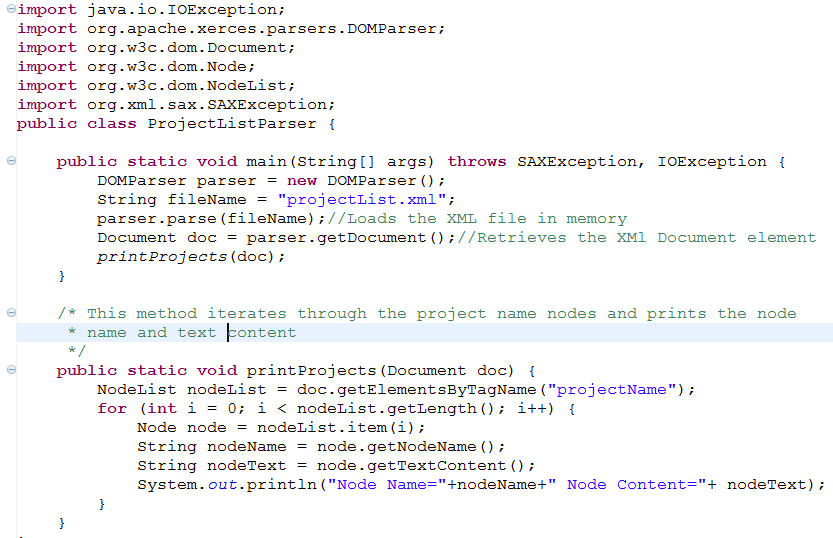 import java.io.IOException;
import org.apache.xerces.parsers.DOMParser;
import org.w3c.dom.Document;
import org.w3c.dom.Node;
import org.w3c.dom.NodeList;
import org.xml.sax.SAXException;
public class ProjectListParser {
public static void main(String[] args) throws SAXException, IOException {
DOMParser parser = new DOMParser();
String fileName = "projectList.xml";
parser.parse(fileName);//Loads the XML file in memory
Document doc = parser.getDocument();//Retrieves the XMl Document element
printProjects(doc);
}
/* This method iterates through the project name nodes and prints the node
* name and text content
*/
public static void printProjects(Document doc) {
NodeList nodeList = doc.getElementsByTagName("projectName");
for (int i = 0; i < nodeList.getLength(); i++) {
Node node = nodeList.item(i);
String nodeName = node.getNodeName();
String nodeText = node.getTextContent();
System.out.println("Node Name="+nodeName+" Node Content="+ nodeText);
}
}